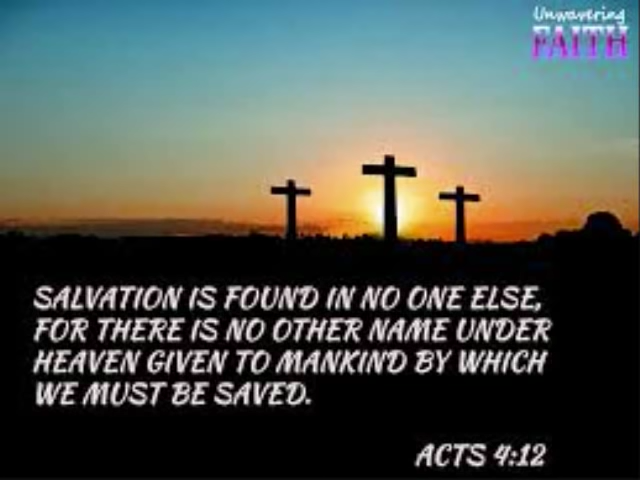 Unwavering
FAITH
SALVATION IS FOUND IN NO ONE ELSE,
FOR THERE IS NO OTHER NAME UNDER
HEAVEN GIVEN TO MANKIND BY WHICH
WE MUST BE SAVED.
ACTS 4:12